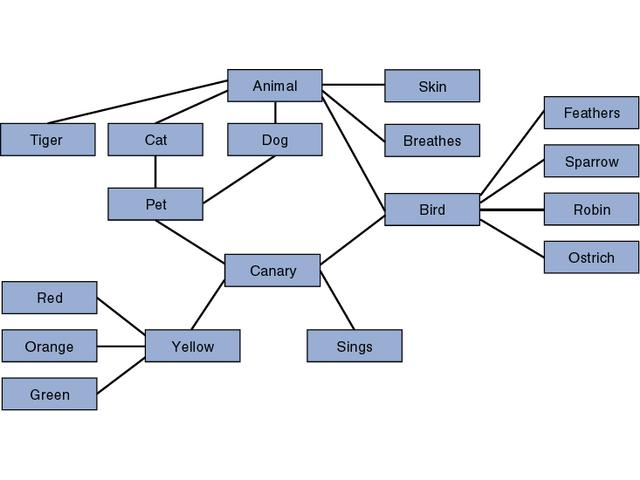 Animal
Skin
Feathers
Tiger
Cat
Dog
Breathes
Sparrow
Pet
Bird
Robin
Ostrich
Canary
Red
Orange
Yellow
Sings
Green